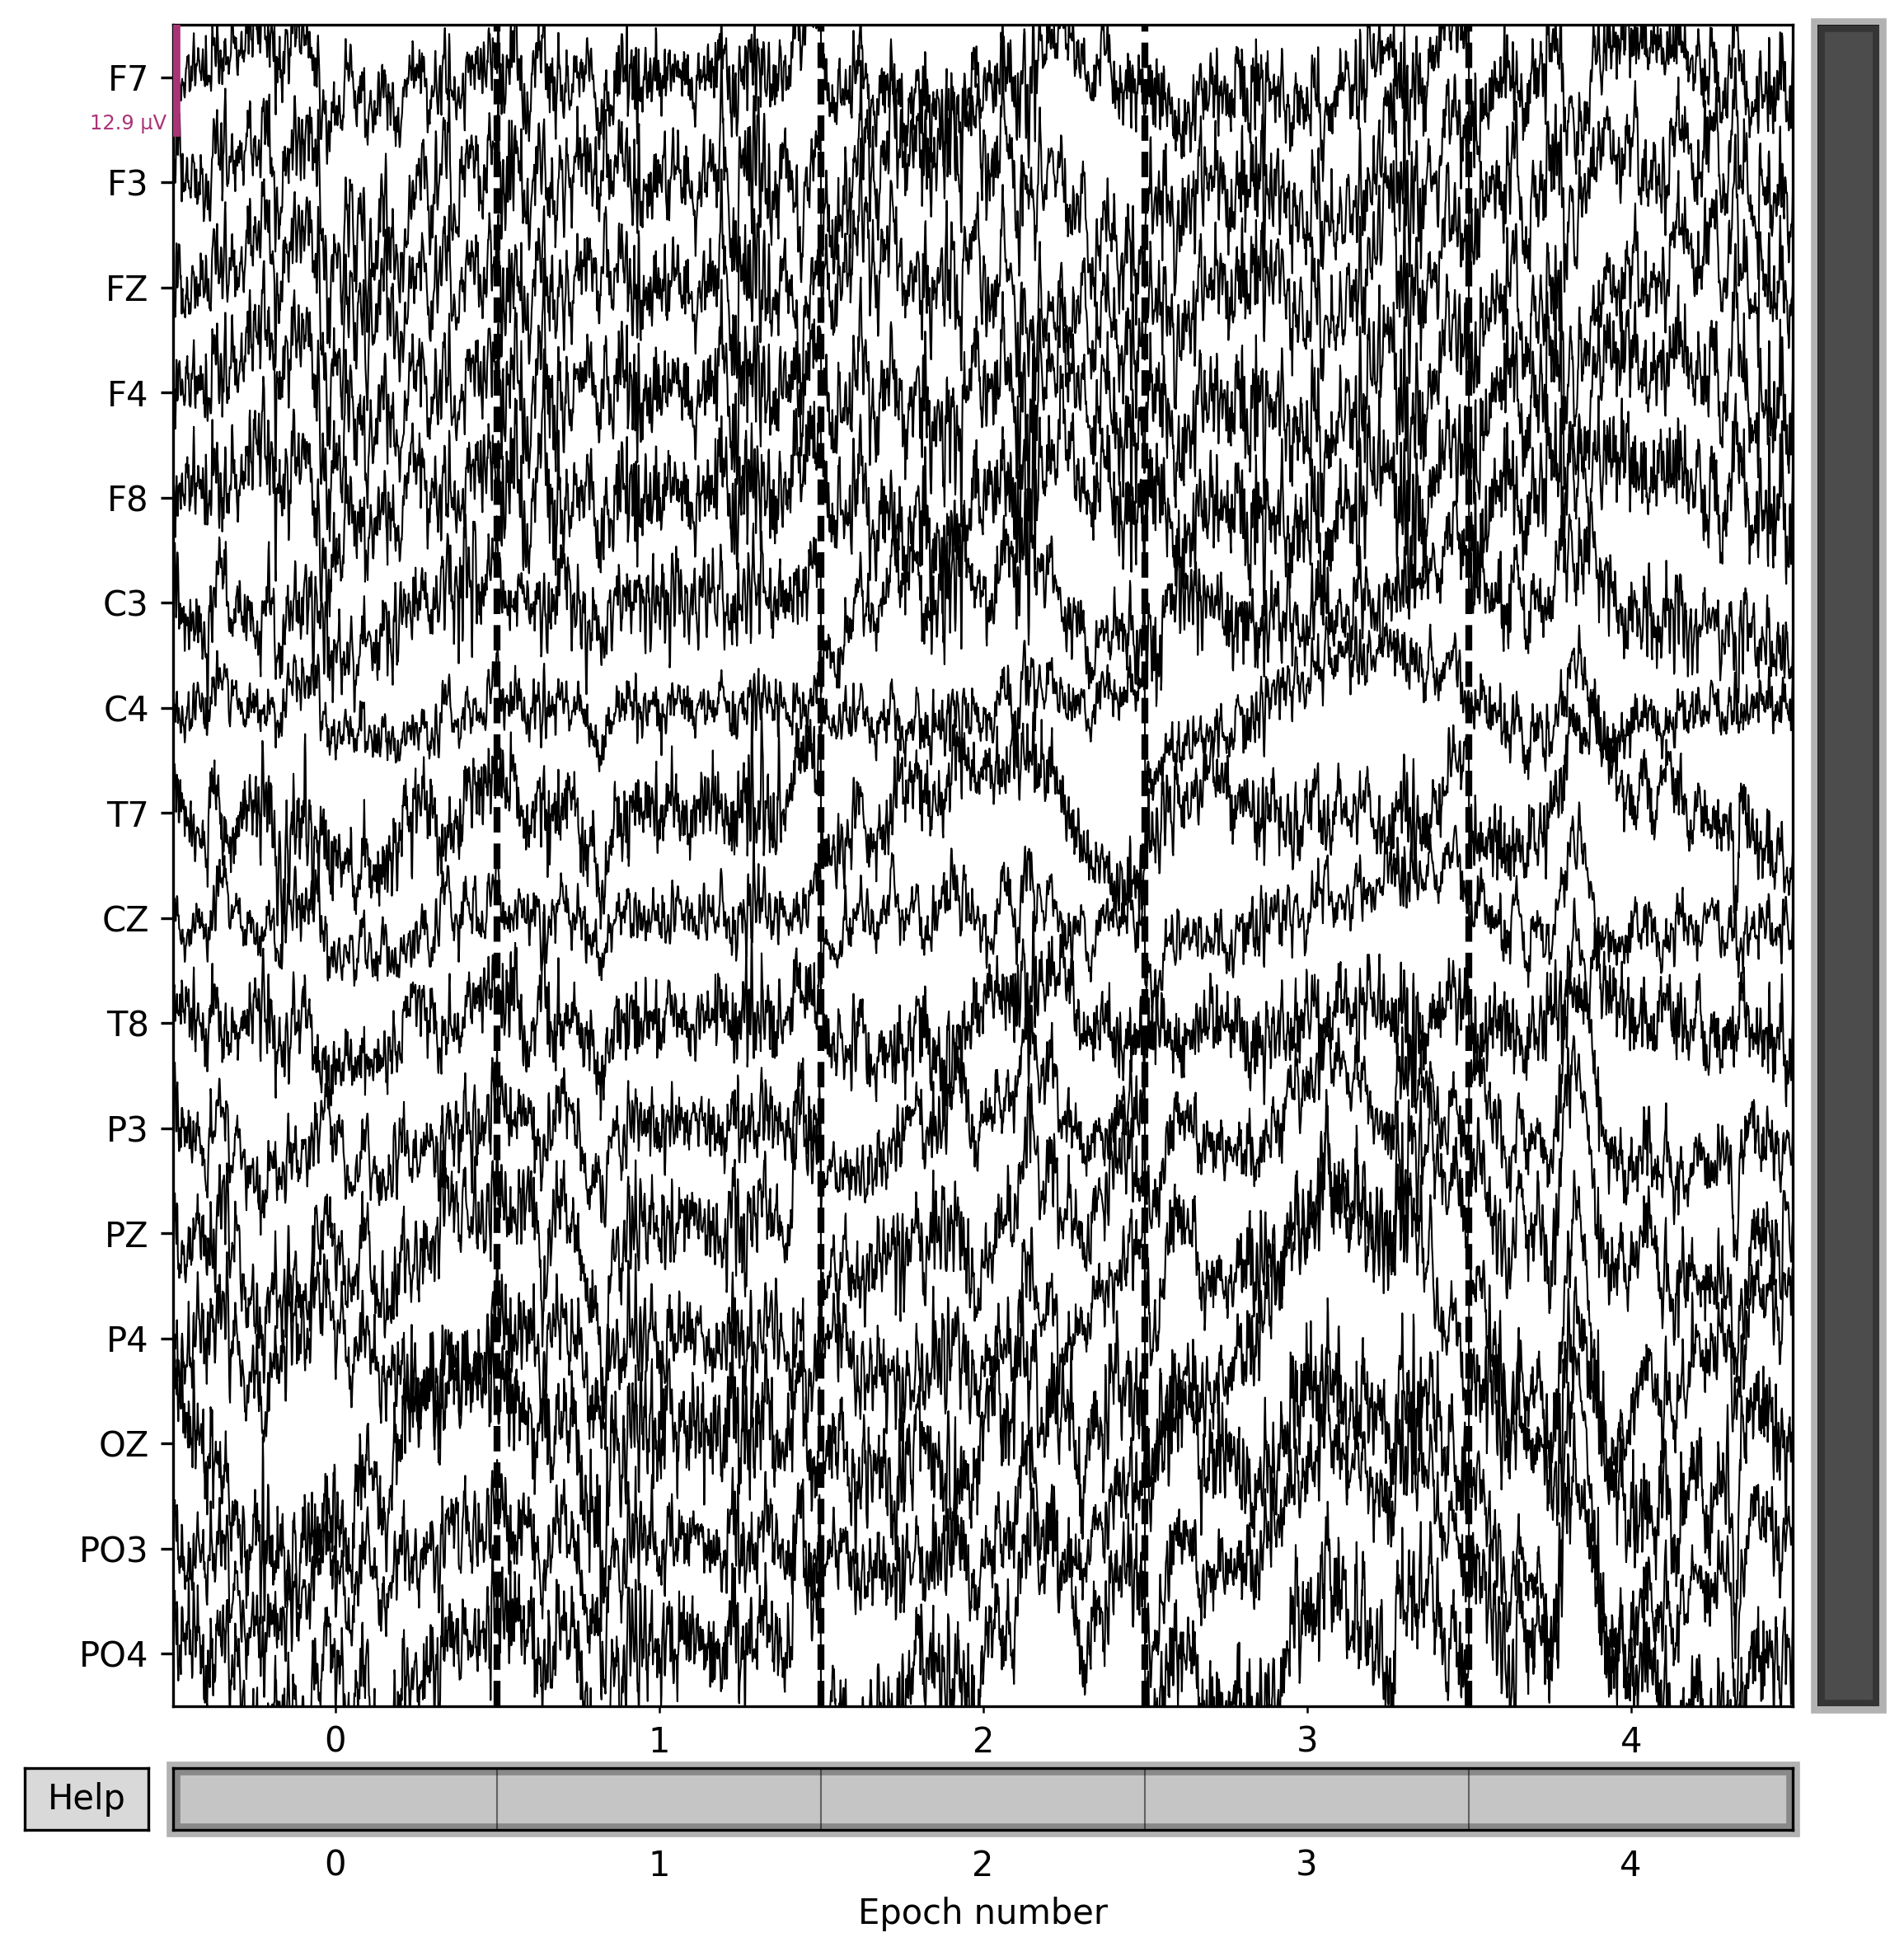 F7
12.9 µV
F3
FZ
F4
F8
C3
C4
T7
CZ
T8
P3
PZ
P4
OZ
PO3
PO4
0 1 2 3 4
Help
0 1 2 3 4
Epoch number